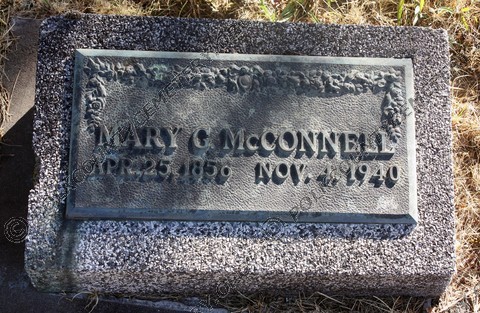 MARY G. McCONNELL
APR. 25, 1856 NOV. 4, 1940